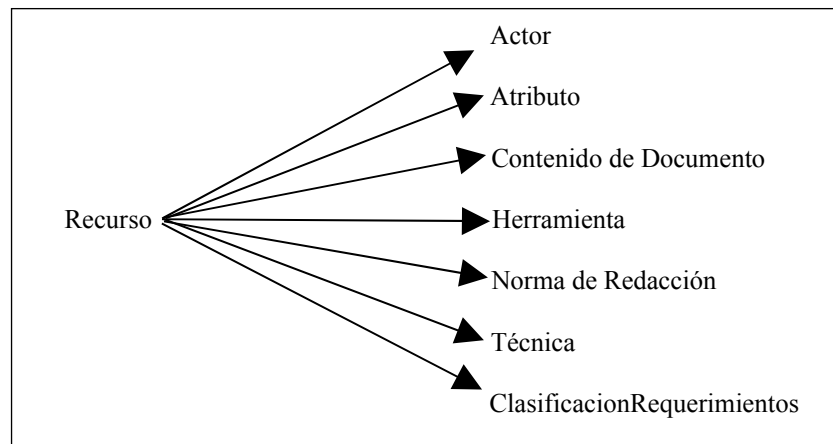 Actor
Atributo
Contenido de Documento
Recurso
Herramienta
Norma de Redacción
Técnica
ClasificacionRequerimientos